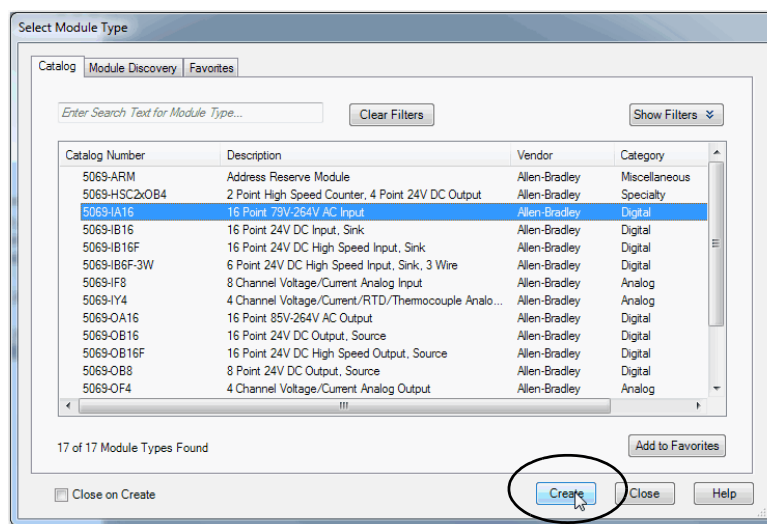 Select Module Type
Catalog Module Discovery Favorites
Enter Search Text for Module Type... Clear Filters Show Filters
Catalog Number Description Vendor Category
5069-ARM Address Reserve Module Allen-Bradley Miscellaneous
5069-HSC2xOB4 2 Point High Speed Counter, 4 Point 24V DC Output Allen-Bradley Specialty
5069-IA16 16 Point 79V-264V AC Input Allen-Bradley Digital
5069-IB16 16 Point 24V DC Input, Sink Allen-Bradley Digital
5069-IB16F 16 Point 24V DC High Speed Input, Sink Allen-Bradley Digital
5069-IB6F-3W 6 Point 24V DC High Speed Input, Sink, 3 Wire Allen-Bradley Digital
5069-IF8 8 Channel Voltage/Current Analog Input Allen-Bradley Analog
5069-IY4 4 Channel Voltage/Current/RTD/Thermocouple Analo... Allen-Bradley Analog
5069-OA16 16 Point 85V-264V AC Output Allen-Bradley Digital
5069-OB16 16 Point 24V DC Output, Source Allen-Bradley Digital
5069-OB16F 16 Point 24V DC High Speed Output, Source Allen-Bradley Digital
5069-OB8 8 Point 24V DC Output, Source Allen-Bradley Digital
5069-OF4 4 Channel Voltage/Current Analog Output Allen-Bradley Analog
17 of 17 Module Types Found Add to Favorites
Close on Create Create Close Help